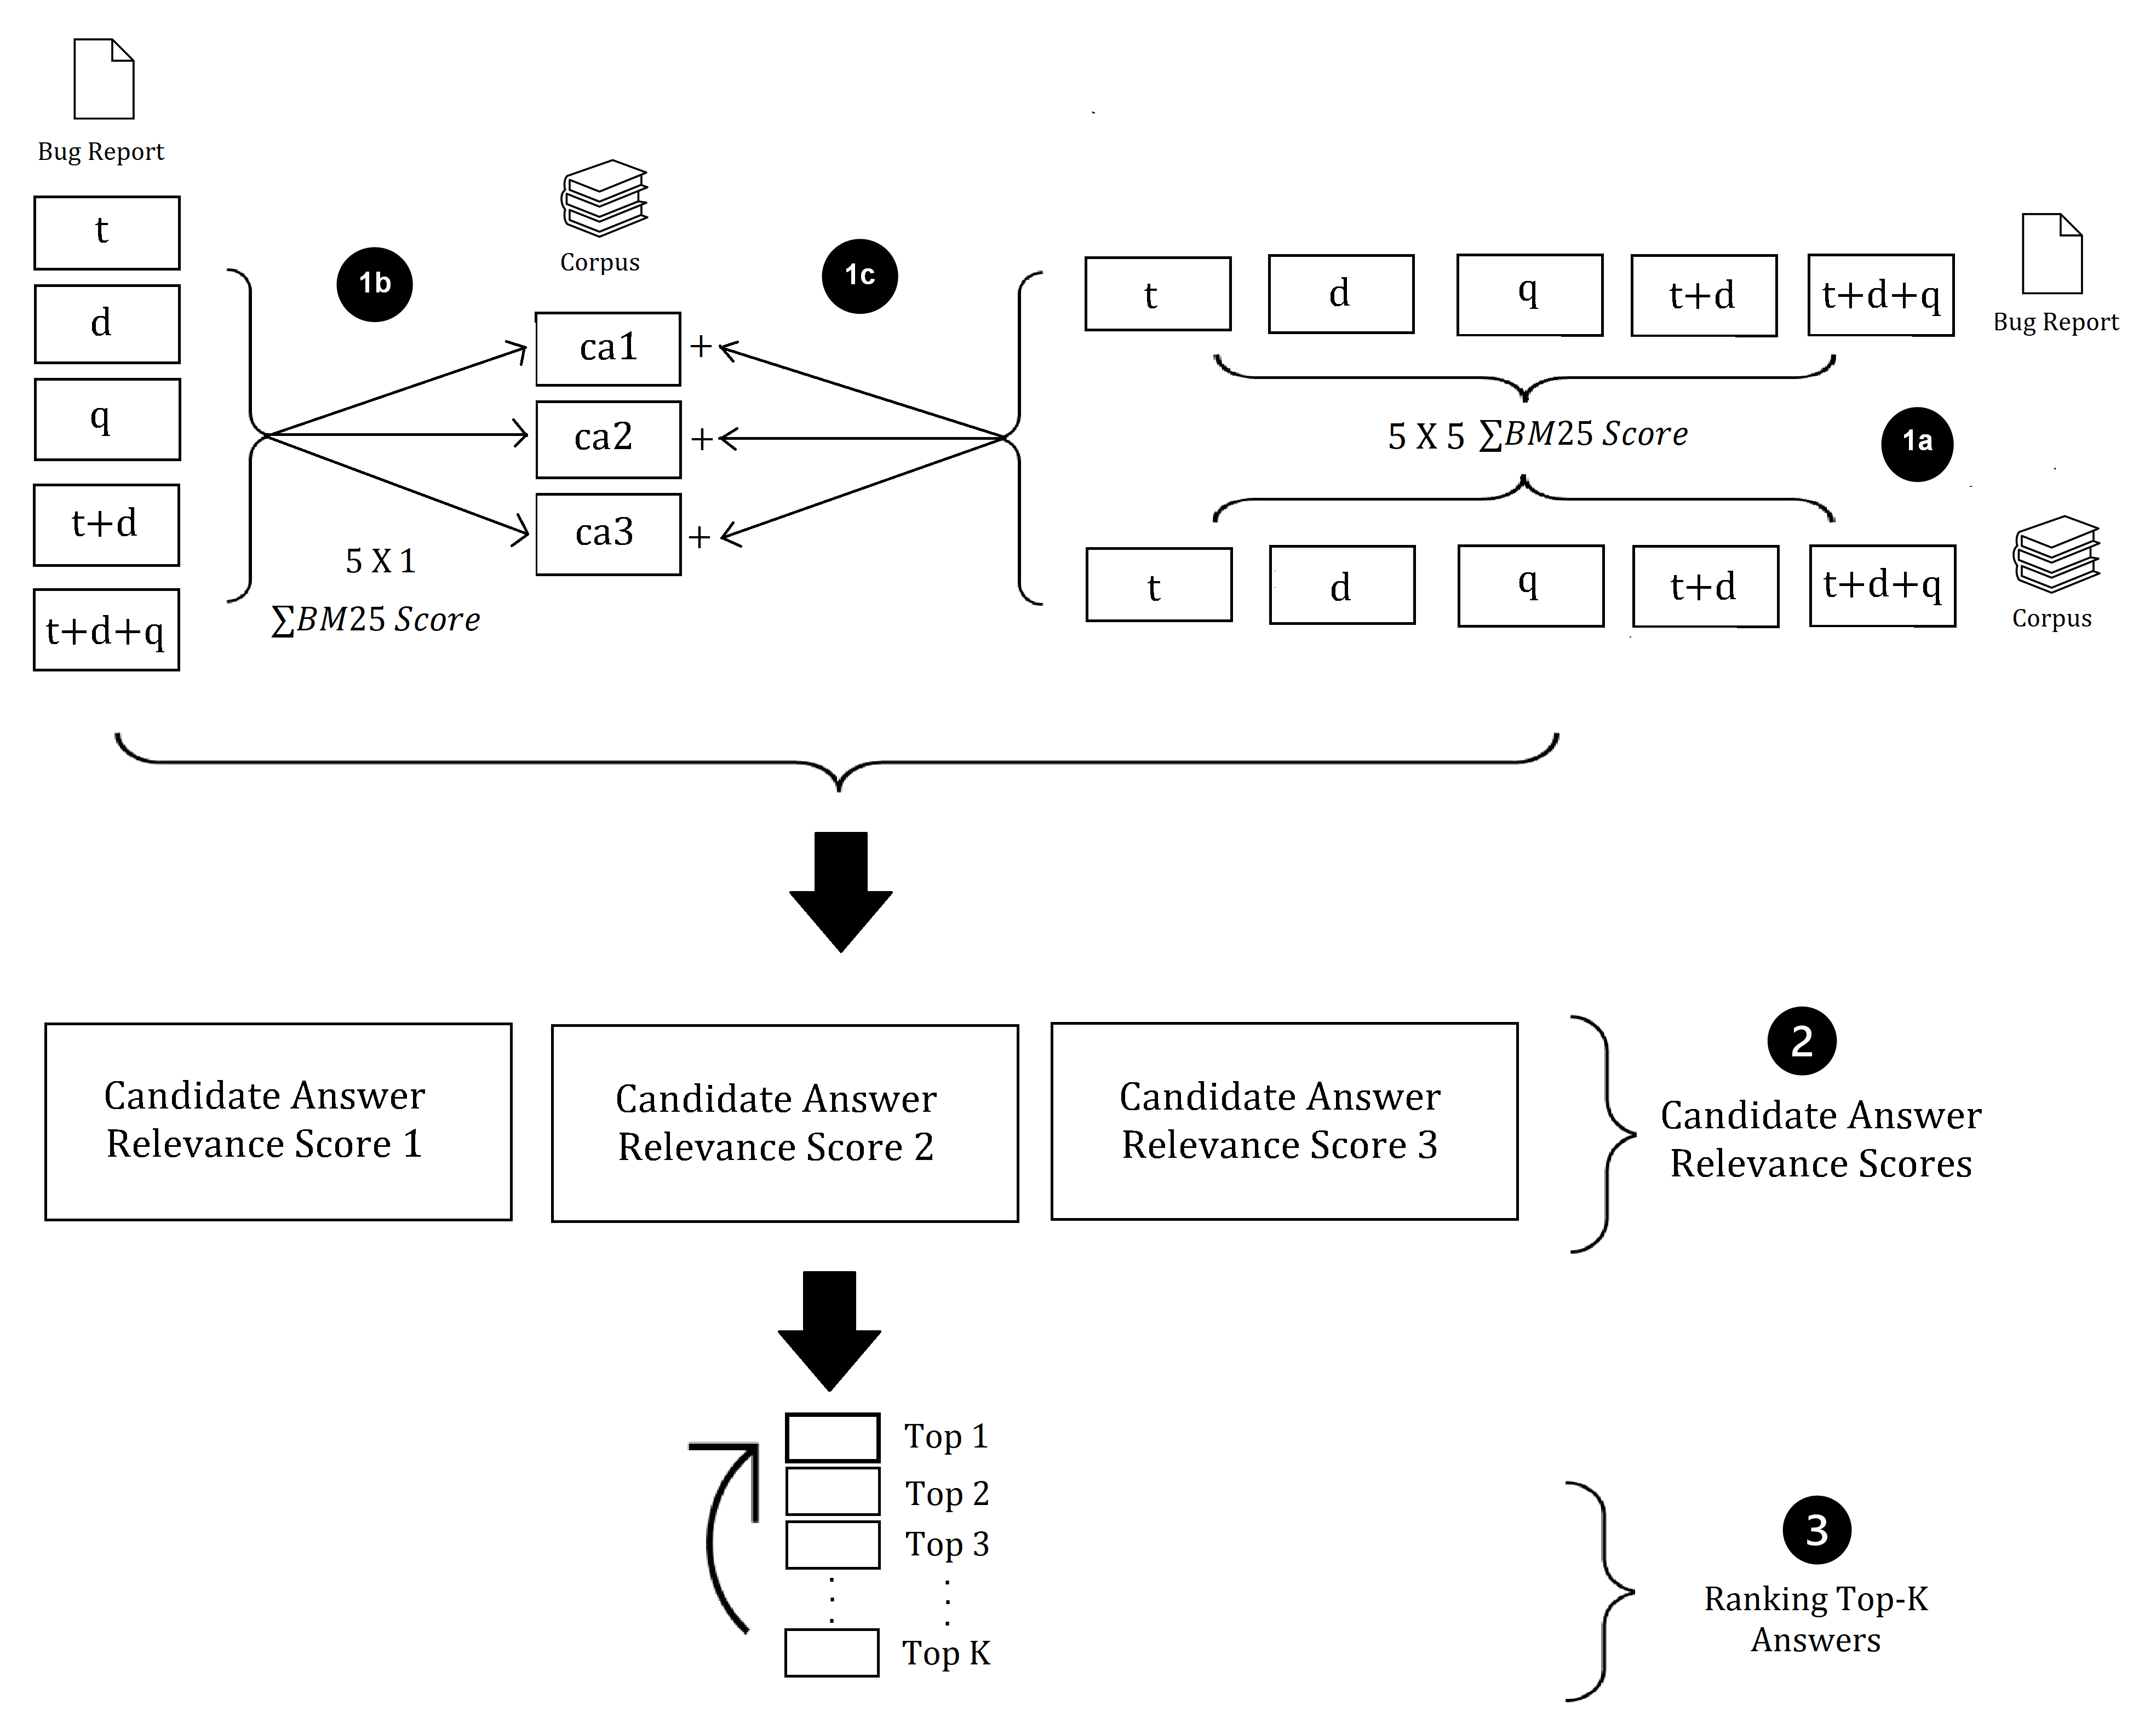 Bug Report
t
d
q
t+d
t+d+q
1b
5 X 1
∑BM25 Score
Corpus
ca1 +
ca2 +
ca3 +
1c
t d q t+d t+d+q
Bug Report
5 X 5 ∑BM25 Score
1a
t d q t+d t+d+q
Corpus
Candidate Answer
Relevance Score 1
Candidate Answer
Relevance Score 2
Candidate Answer
Relevance Score 3
2
Candidate Answer
Relevance Scores
Top 1
Top 2
Top 3
Top K
3
Ranking Top-K
Answers